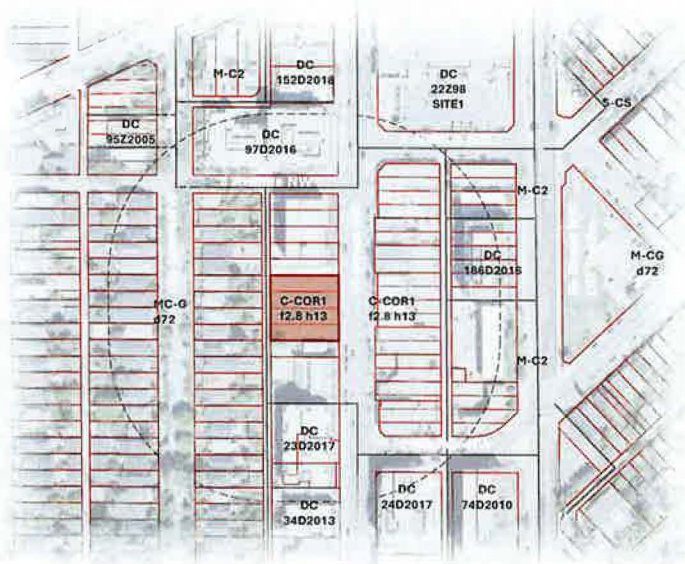 M-C2
DC
152D2018
DC
22Z98
SITE1
S-CS
DC
95Z2005
DC
97D2016
M-C2
DC
186D2016
M-CG
d72
MC-G
d72
C-COR1
f2.8 h13
C-COR1
f2.8 h13
M-C2
DC
23D2017
DC
34D2013
DC
24D2017
DC
74D2010